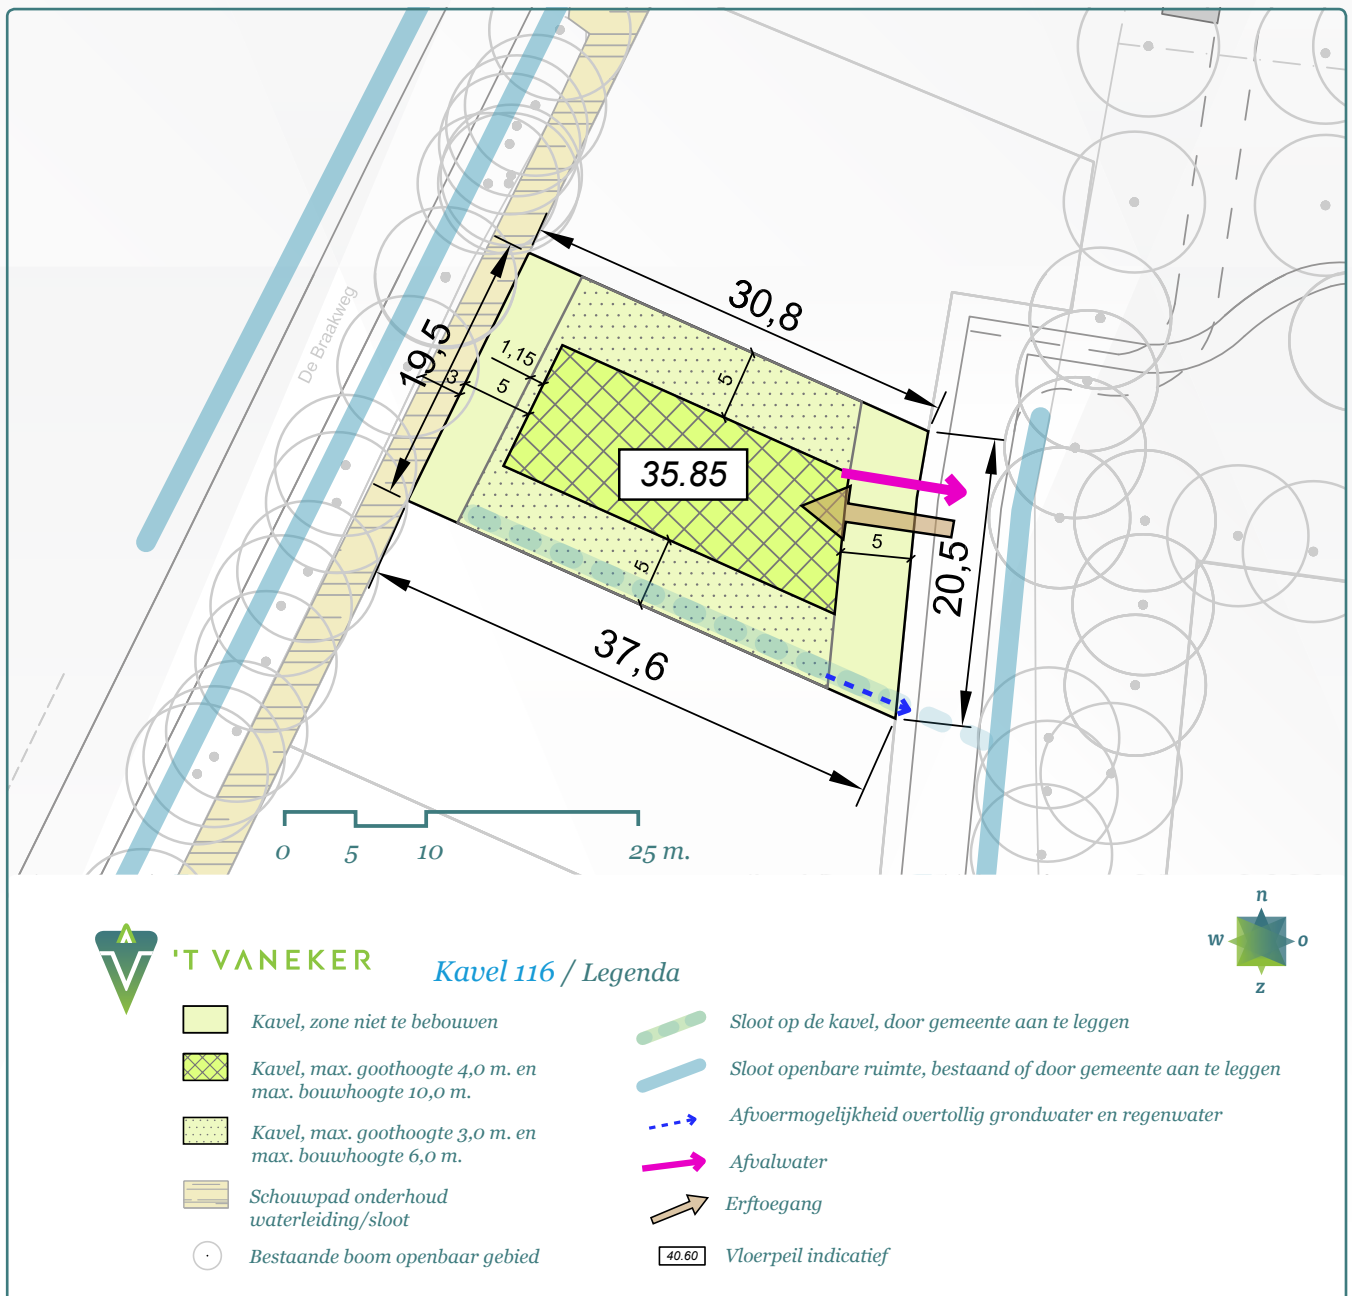 De Braakweg
30,8
19,5
1,15
3
5
5
35.85
5
5
20,5
37,6
0 5 10 25 m.
'T VANEKER
Kavel 116 / Legenda
n
w o
z
Kavel, zone niet te bebouwen
Kavel, max. goothoogte 4,0 m. en
max. bouwhoogte 10,0 m.
Kavel, max. goothoogte 3,0 m. en
max. bouwhoogte 6,0 m.
Schouwpad onderhoud
waterleiding/sloot
Bestaande boom openbaar gebied
Sloot op de kavel, door gemeente aan te leggen
Sloot openbare ruimte, bestaand of door gemeente aan te leggen
Afvoermogelijkheid overtollig grondwater en regenwater
Afvalwater
Erftoegang
40.60 Vloerpeil indicatief